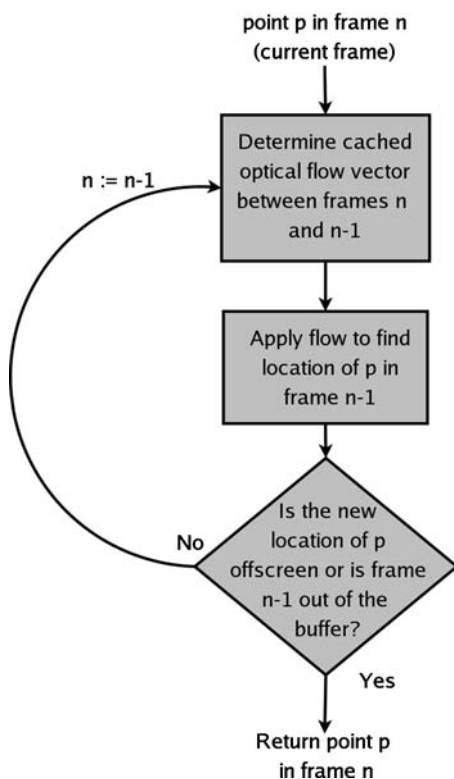 point p in frame n
(current frame)
Determine cached
optical flow vector
between frames n
and n-1
n := n-1
Apply flow to find
location of p in
frame n-1
Is the new
location of p
offscreen or is frame
n-1 out of the
buffer?
No
Yes
Return point p
in frame n